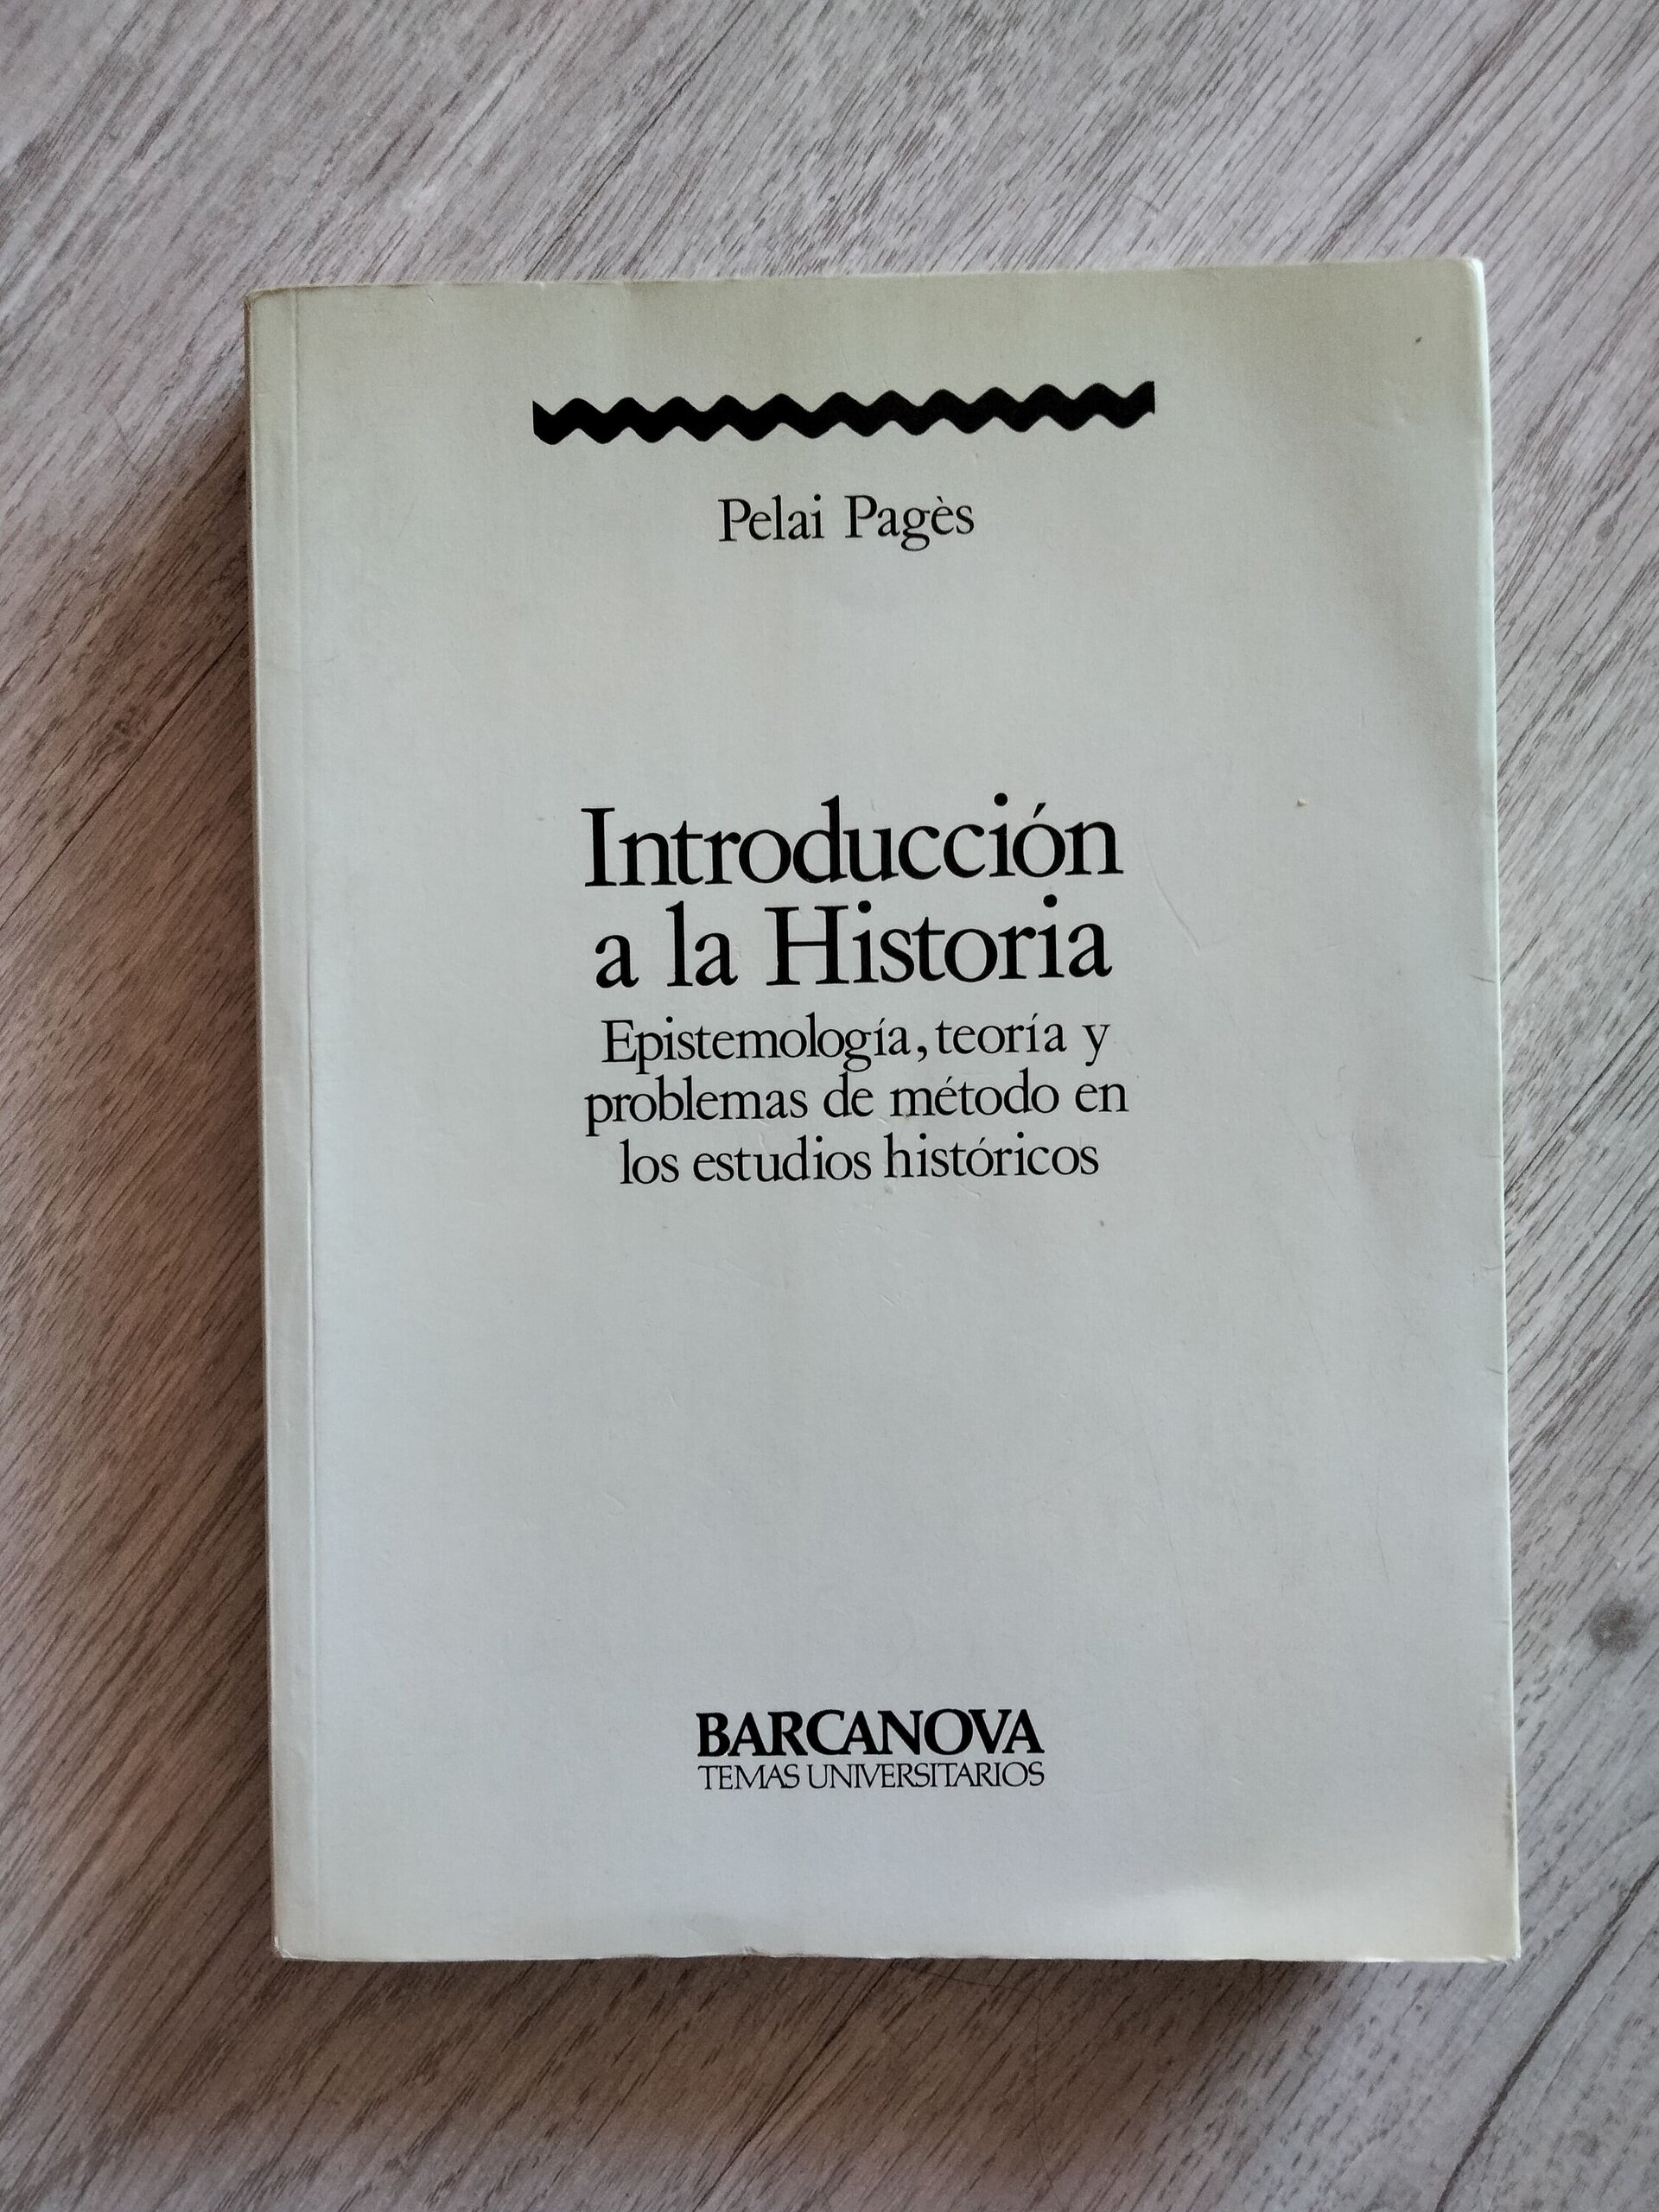 Pelai Pagès
Introducción
a la Historia
Epistemología, teoría y
problemas de método en
los estudios históricos
BARCANOVA
TEMAS UNIVERSITARIOS